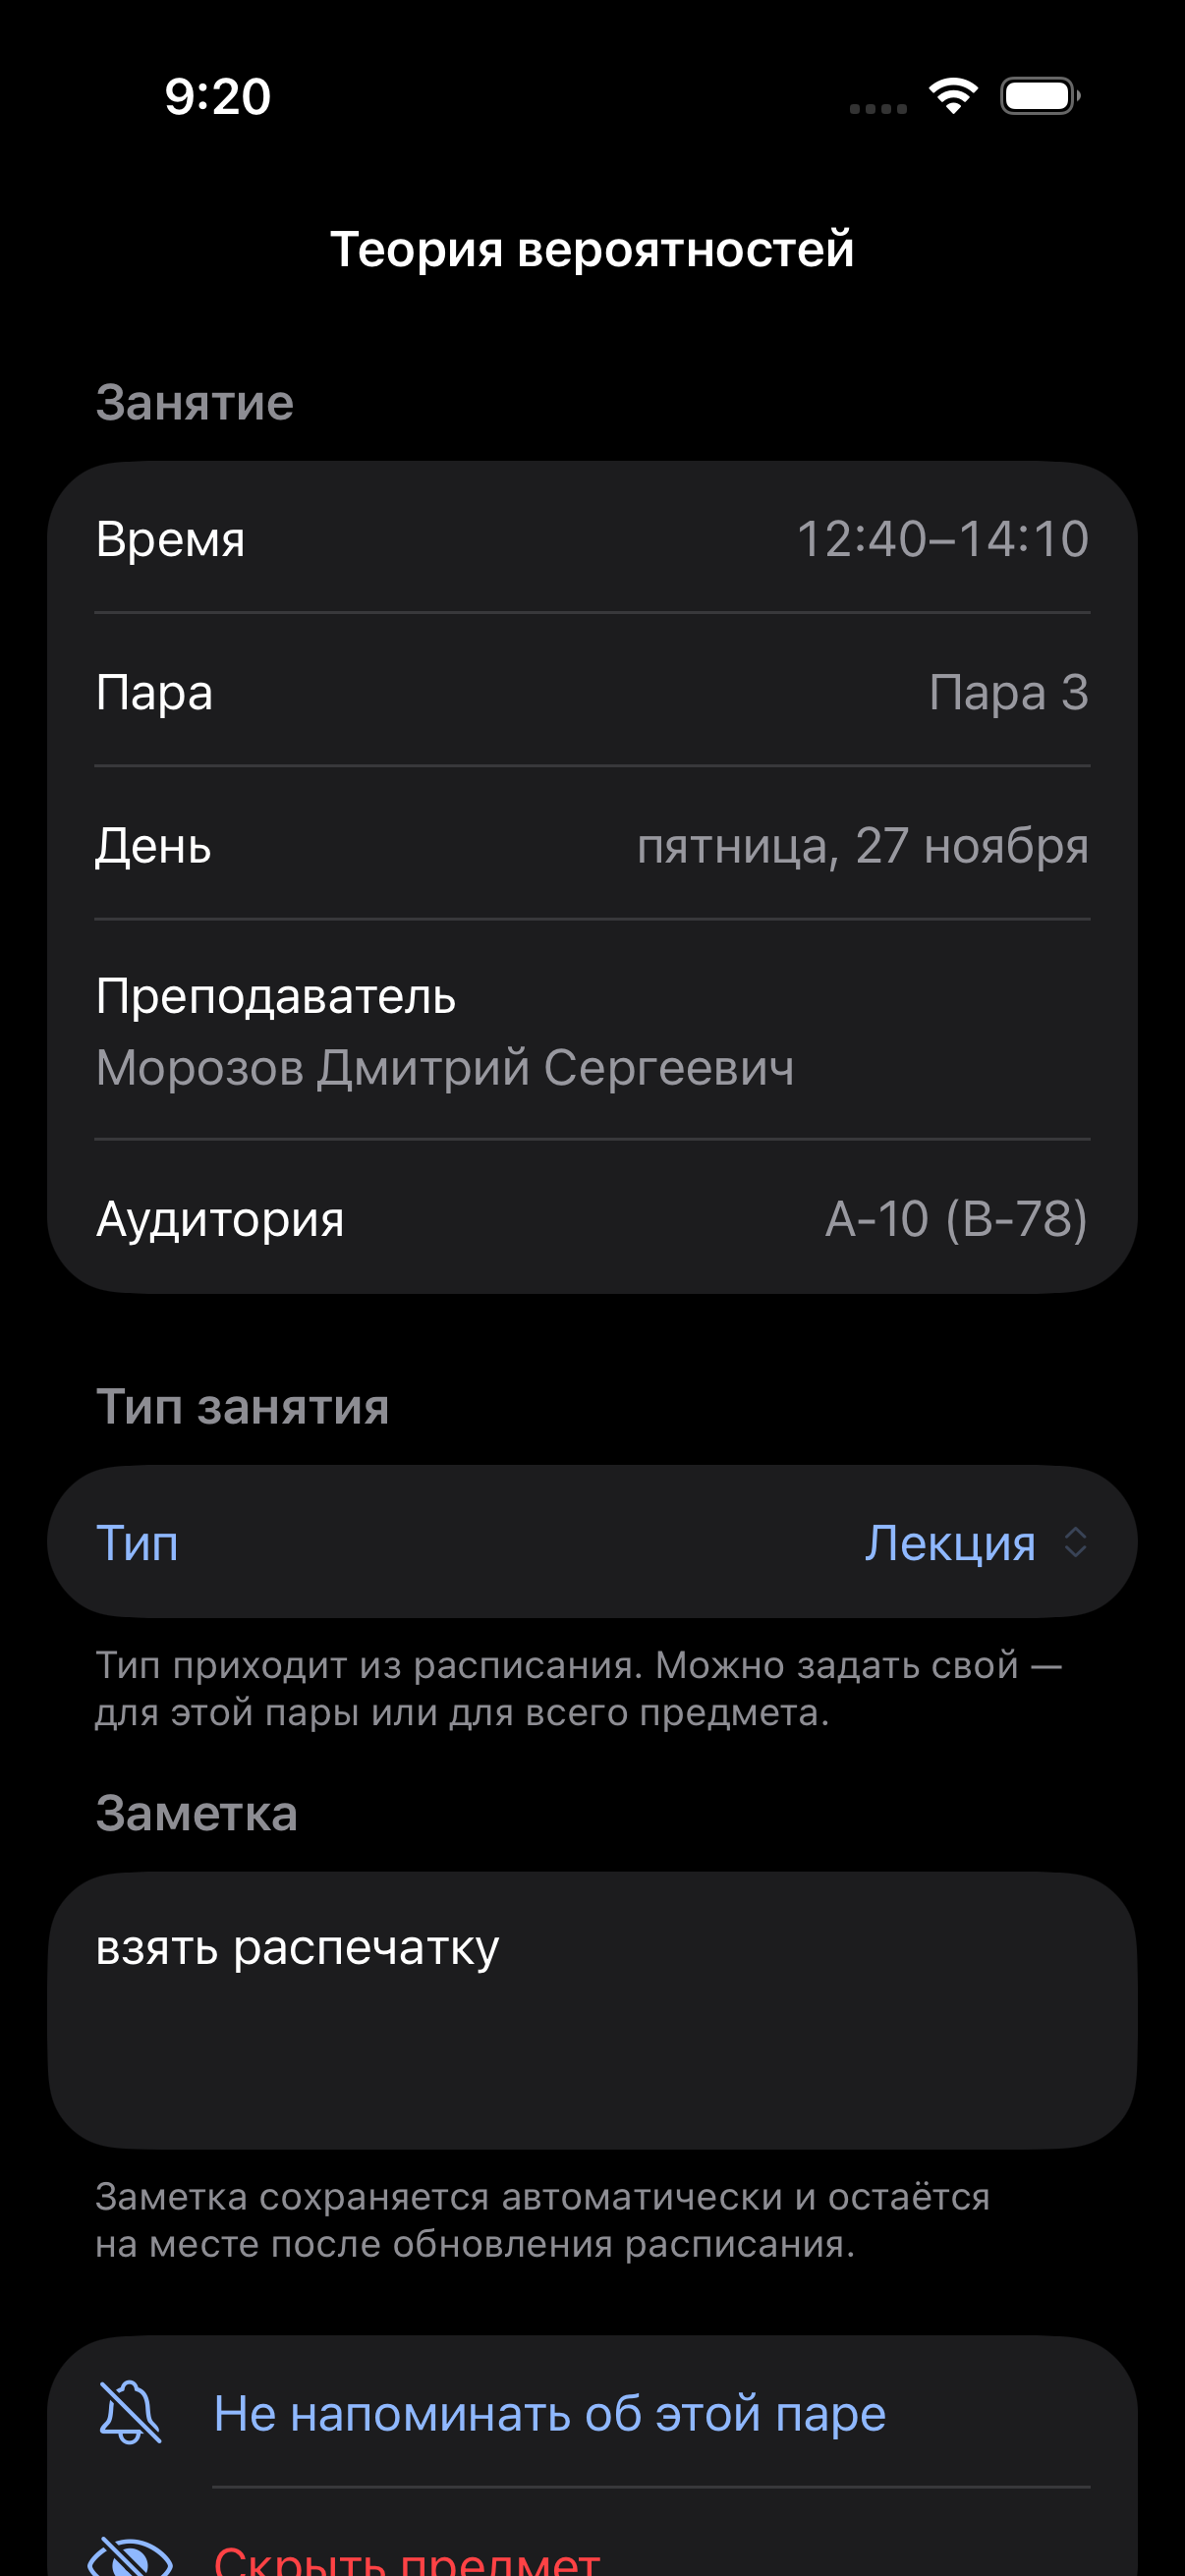 9:20
Теория вероятностей
Занятие
Время 12:40–14:10
Пара Пара 3
День пятница, 27 ноября
Преподаватель
Морозов Дмитрий Сергеевич
Аудитория А-10 (В-78)
Тип занятия
Тип Лекция
Тип приходит из расписания. Можно задать свой —
для этой пары или для всего предмета.
Заметка
взять распечатку
Заметка сохраняется автоматически и остаётся
на месте после обновления расписания.
Не напоминать об этой паре
Скрыть предмет